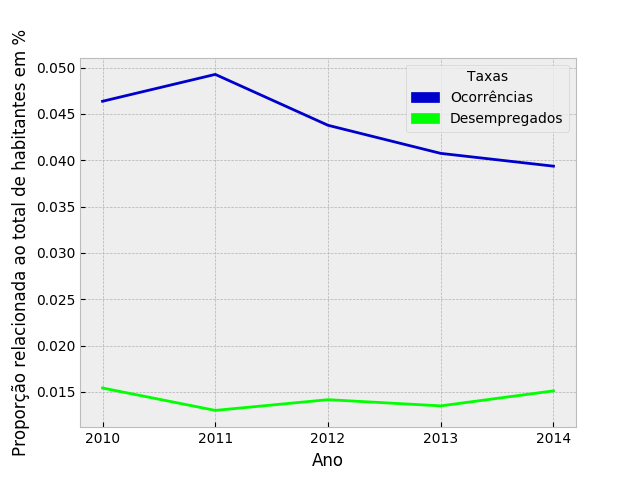 Proporção relacionada ao total de habitantes em %
0.050
0.045
0.040
0.035
0.030
0.025
0.020
0.015
Taxas
Ocorrências
Desempregados
2010 2011 2012 2013 2014
Ano